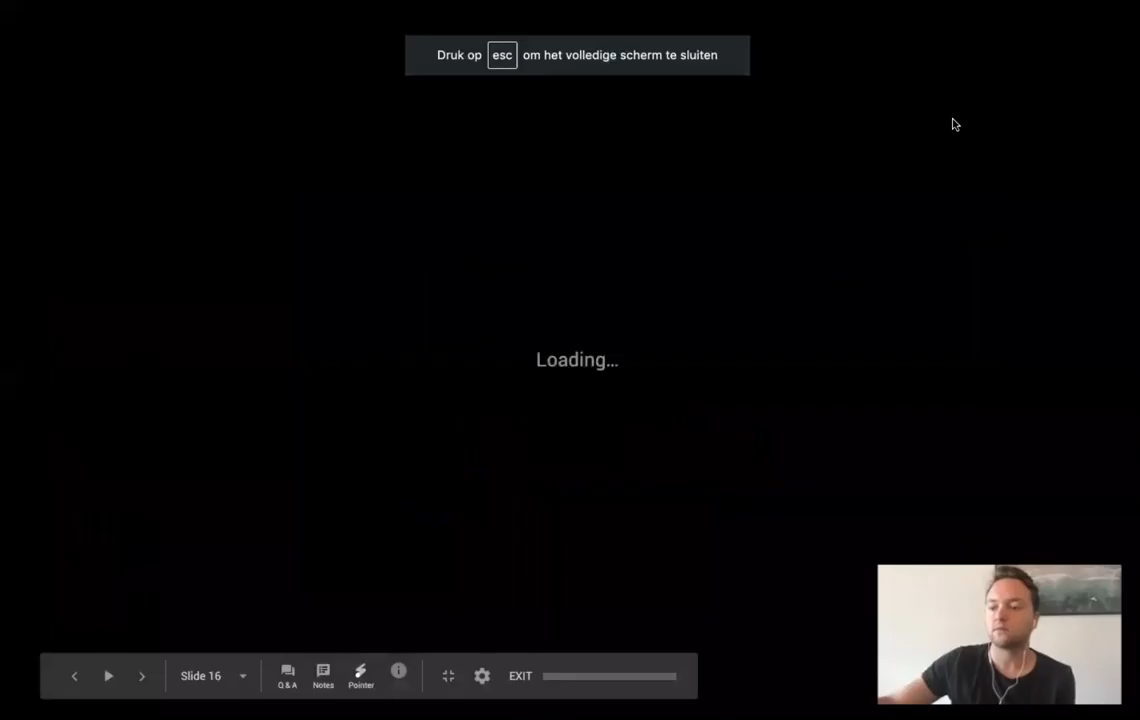 Druk op esc om het volledige scherm te sluiten
Loading...
Slide 16
Q & A
Notes
Pointer
EXIT